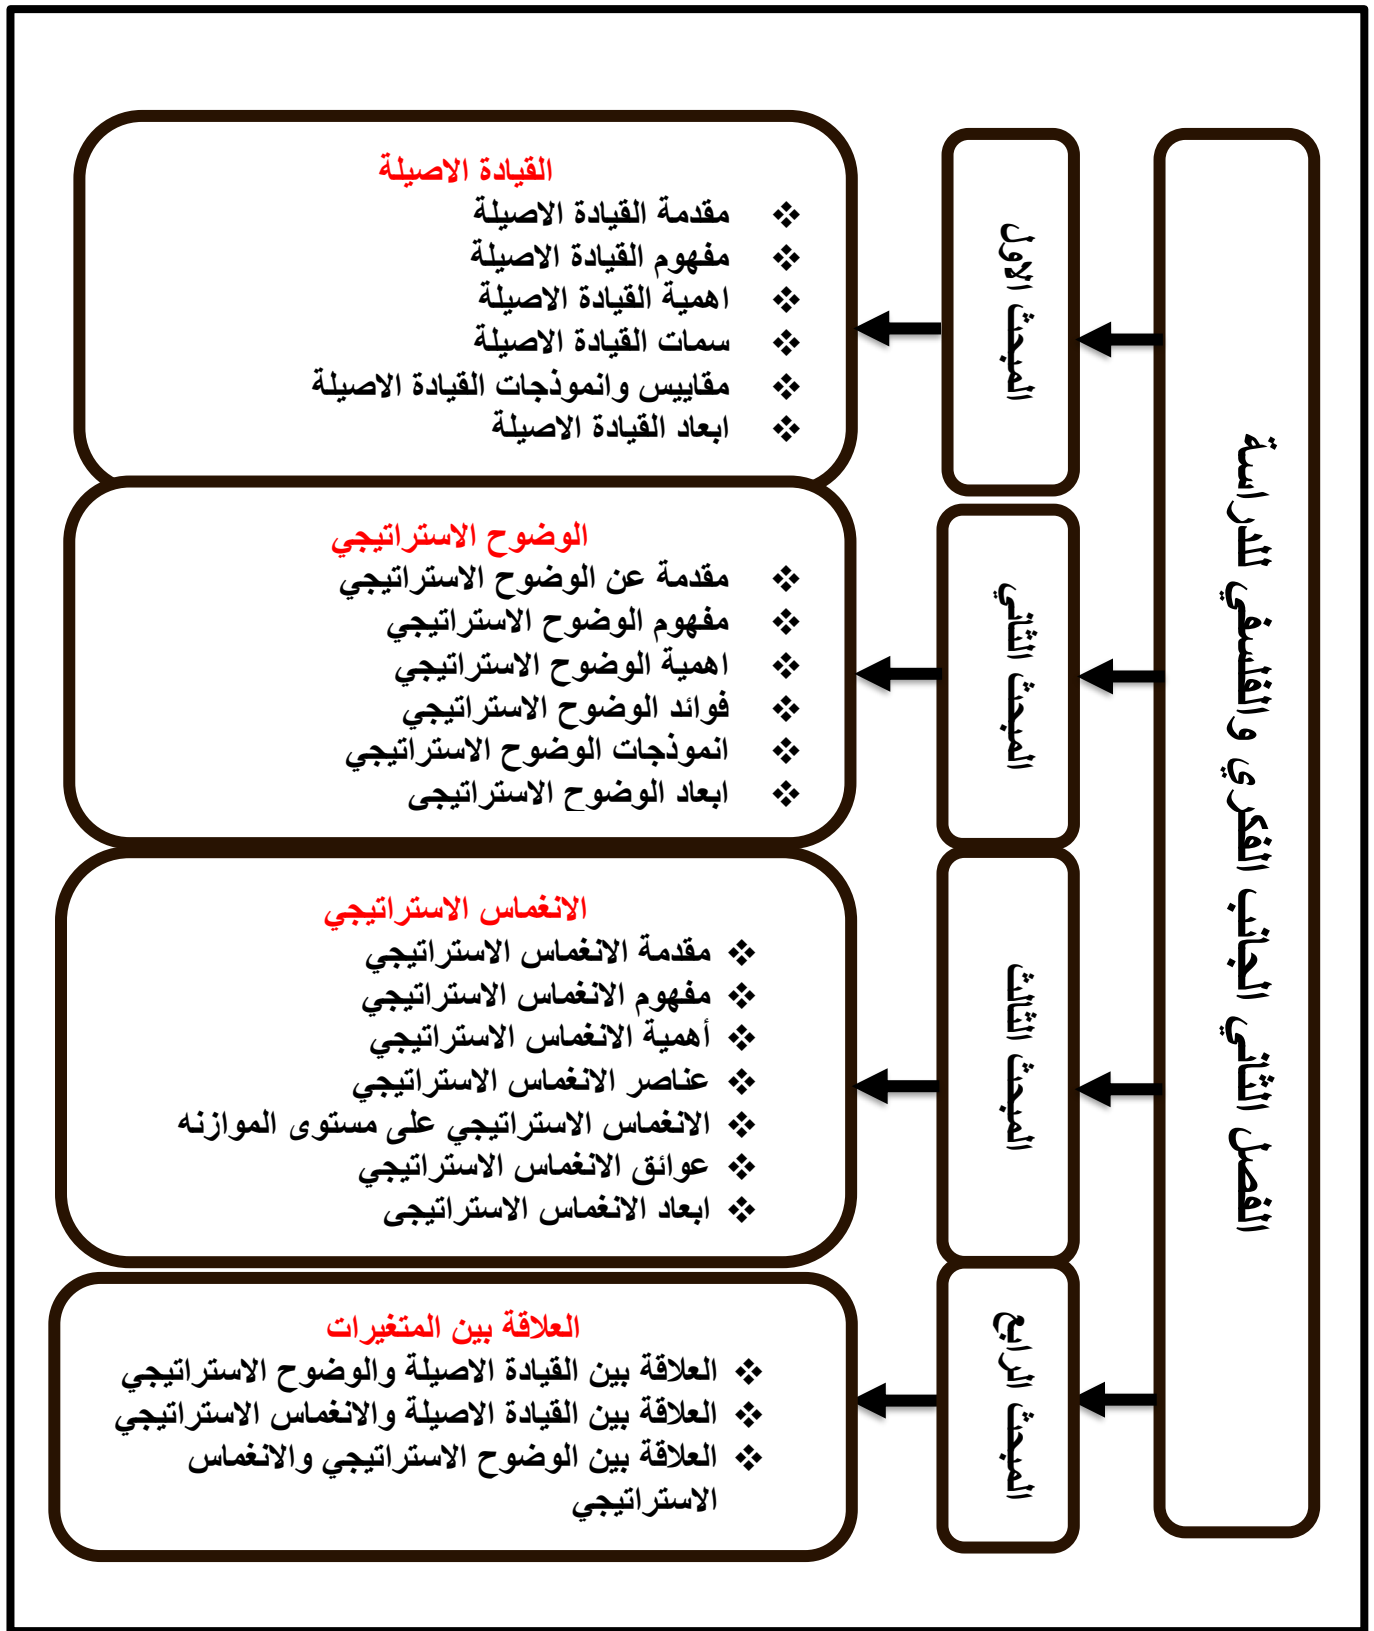 الفصل الثاني الجانب الفكري والفلسفي للدراسة
المبحث الاول
القيادة الاصيلة
❖ مقدمة القيادة الاصيلة
❖ مفهوم القيادة الاصيلة
❖ اهمية القيادة الاصيلة
❖ سمات القيادة الاصيلة
❖ مقاييس وانموذجات القيادة الاصيلة
❖ ابعاد القيادة الاصيلة
المبحث الثاني
الوضوح الاستراتيجي
❖ مقدمة عن الوضوح الاستراتيجي
❖ مفهوم الوضوح الاستراتيجي
❖ اهمية الوضوح الاستراتيجي
❖ فوائد الوضوح الاستراتيجي
❖ انموذجات الوضوح الاستراتيجي
❖ ابعاد الوضوح الاستراتيجي
المبحث الثالث
الانغماس الاستراتيجي
❖ مقدمة الانغماس الاستراتيجي
❖ مفهوم الانغماس الاستراتيجي
❖ أهمية الانغماس الاستراتيجي
❖ عناصر الانغماس الاستراتيجي
❖ الانغماس الاستراتيجي على مستوى الموازنه
❖ عوائق الانغماس الاستراتيجي
❖ ابعاد الانغماس الاستراتيجي
المبحث الرابع
العلاقة بين المتغيرات
❖ العلاقة بين القيادة الاصيلة والوضوح الاستراتيجي
❖ العلاقة بين القيادة الاصيلة والانغماس الاستراتيجي
❖ العلاقة بين الوضوح الاستراتيجي والانغماس
الاستراتيجي